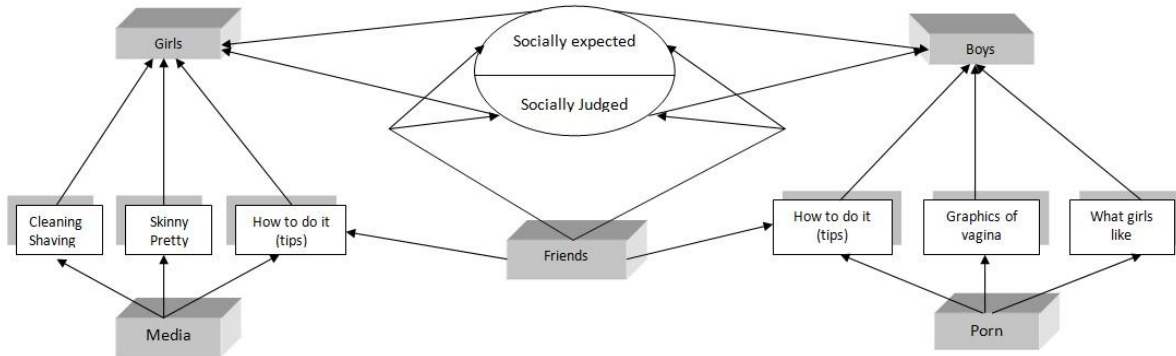 Girls
Socially expected
Boys
Socially Judged
Cleaning
Shaving
Skinny
Pretty
How to do it
(tips)
How to do it
(tips)
Graphics of
vagina
What girls
like
Friends
Media
Porn